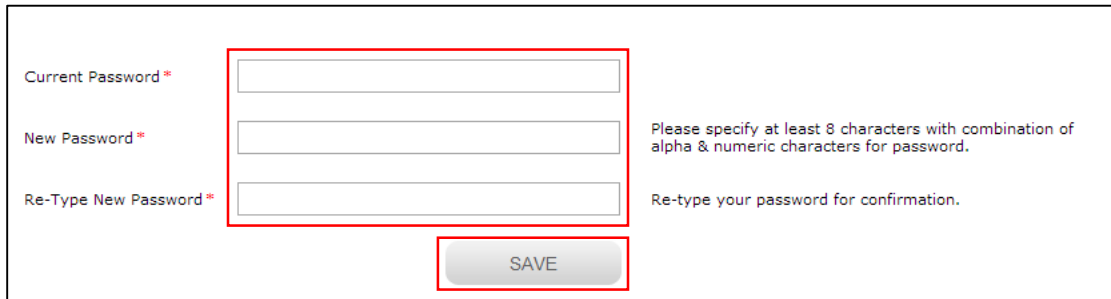 Current Password *
New Password *
Please specify at least 8 characters with combination of
alpha & numeric characters for password.
Re-Type New Password *
Re-type your password for confirmation.
SAVE